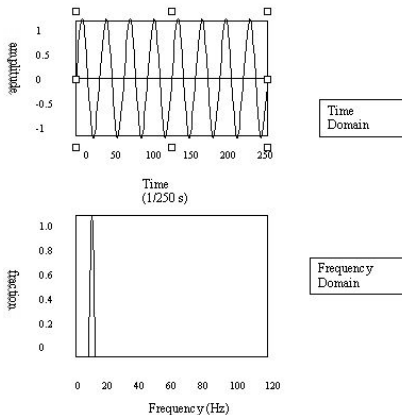 amplitude
1
0.5
0
-0.5
-1
0 50 100 150 200 250
Time
(1/250 s)
Time
Domain
fraction
1.0
0.8
0.6
0.4
0.2
0
0 20 40 60 80 100 120
Frequency (Hz)
Frequency
Domain